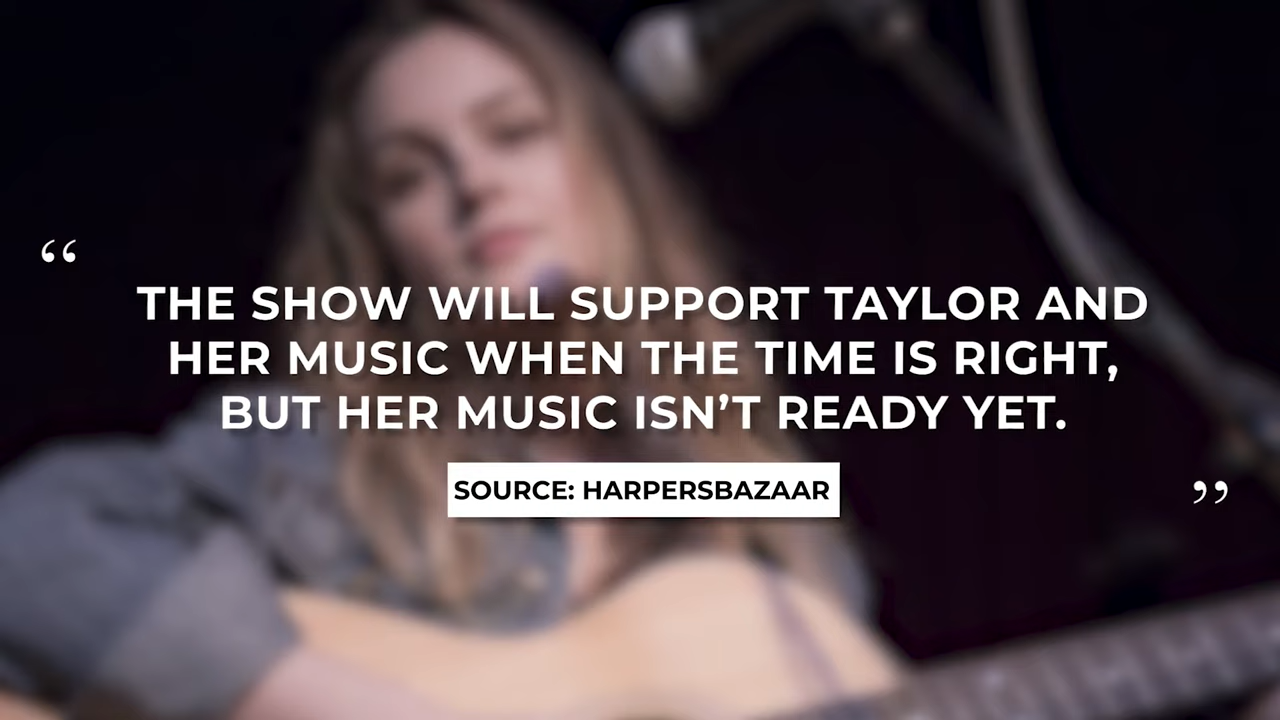 “
THE SHOW WILL SUPPORT TAYLOR AND
HER MUSIC WHEN THE TIME IS RIGHT,
BUT HER MUSIC ISN’T READY YET.
SOURCE: HARPERSBAZAAR
”